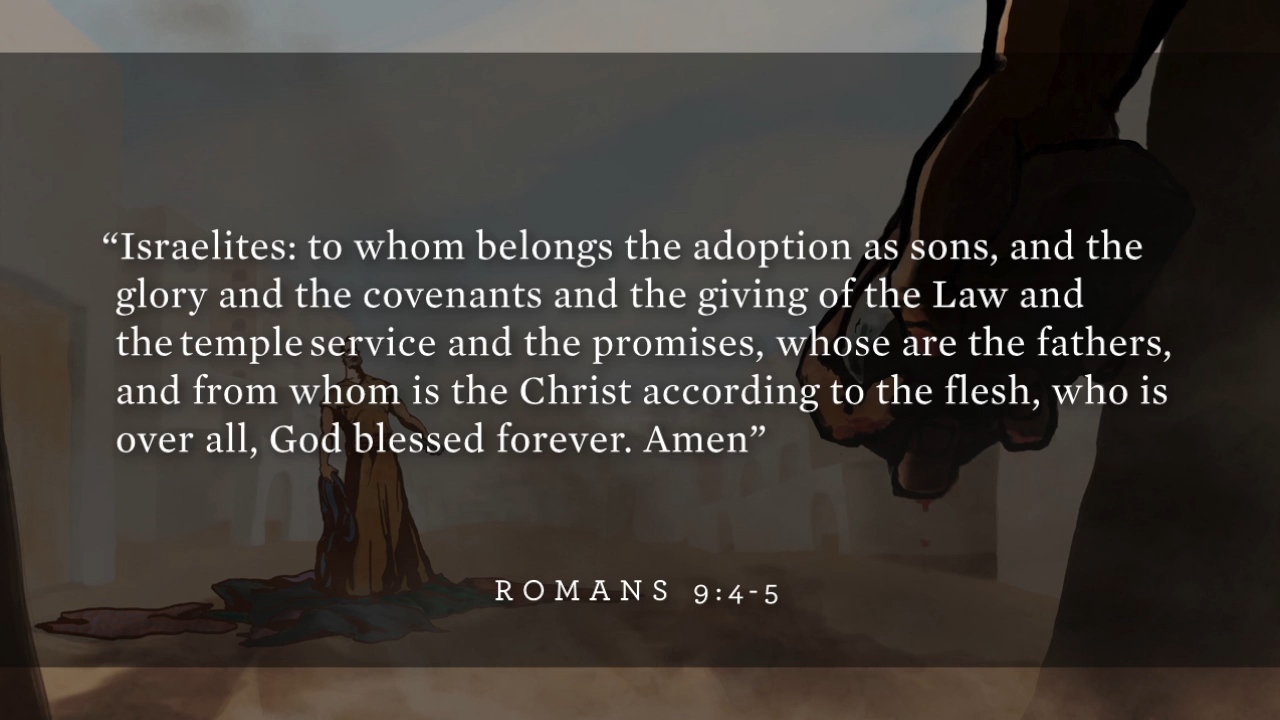 “Israelites: to whom belongs the adoption as sons, and the
glory and the covenants and the giving of the Law and
the temple service and the promises, whose are the fathers,
and from whom is the Christ according to the flesh, who is
over all, God blessed forever. Amen”
ROMANS 9:4-5